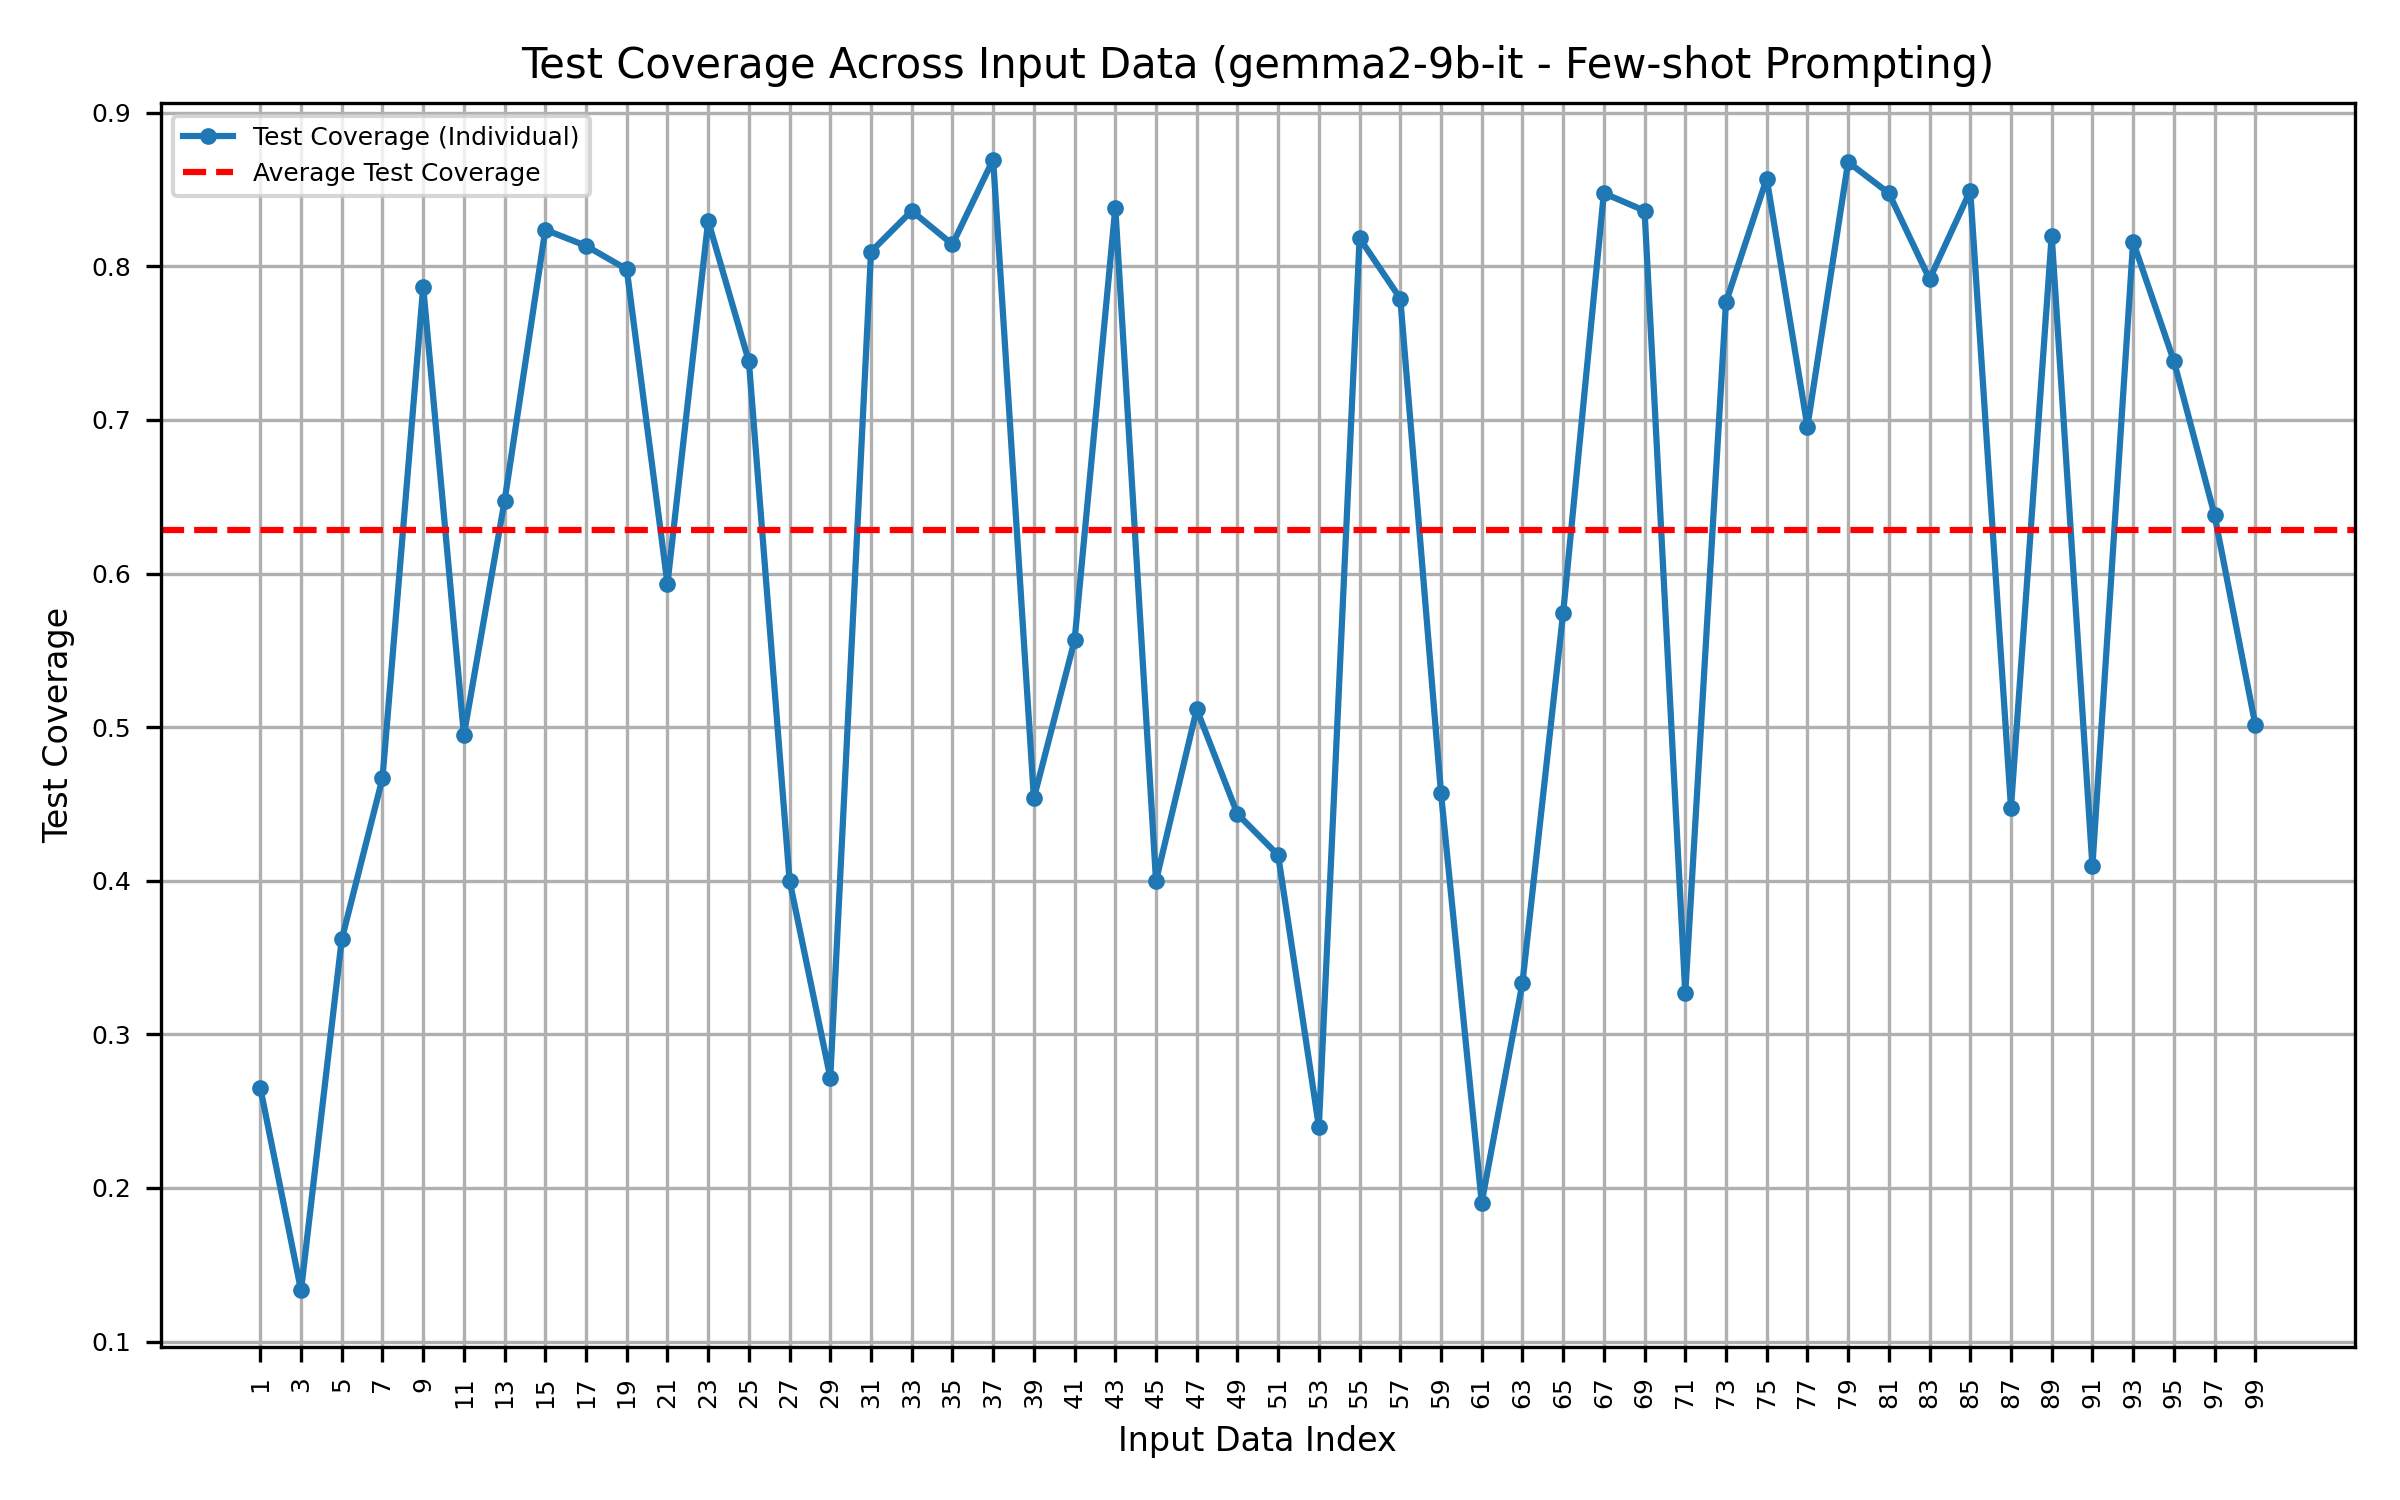 Test Coverage Across Input Data (gemma2-9b-it - Few-shot Prompting)
Test Coverage (Individual)
Average Test Coverage
Test Coverage
0.9
0.8
0.7
0.6
0.5
0.4
0.3
0.2
0.1
1 3 5 7 9 11 13 15 17 19 21 23 25 27 29 31 33 35 37 39 41 43 45 47 49 51 53 55 57 59 61 63 65 67 69 71 73 75 77 79 81 83 85 87 89 91 93 95 97 99
Input Data Index